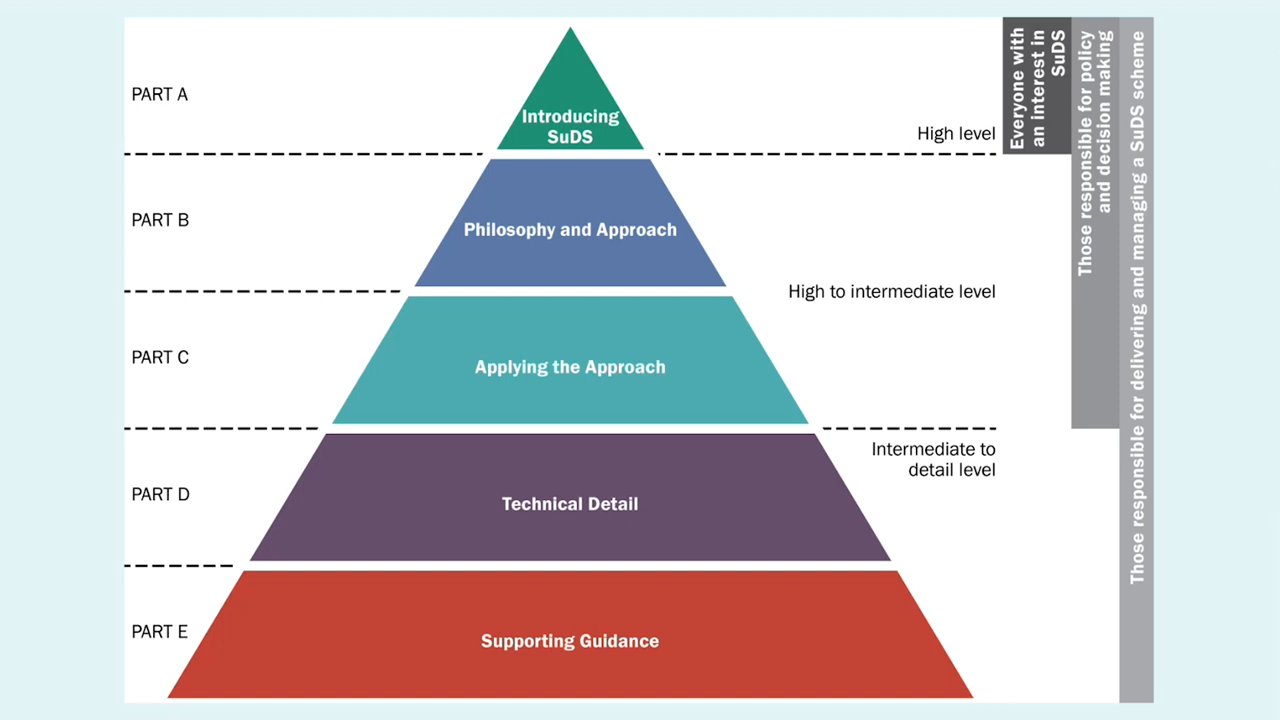 PART A
Introducing
SuDS
High level
PART B
Philosophy and Approach
High to intermediate level
PART C
Applying the Approach
Intermediate to
detail level
PART D
Technical Detail
PART E
Supporting Guidance
Everyone with
an interest in
SuDS
Those responsible for policy
and decision making
Those responsible for delivering and managing a SuDS scheme